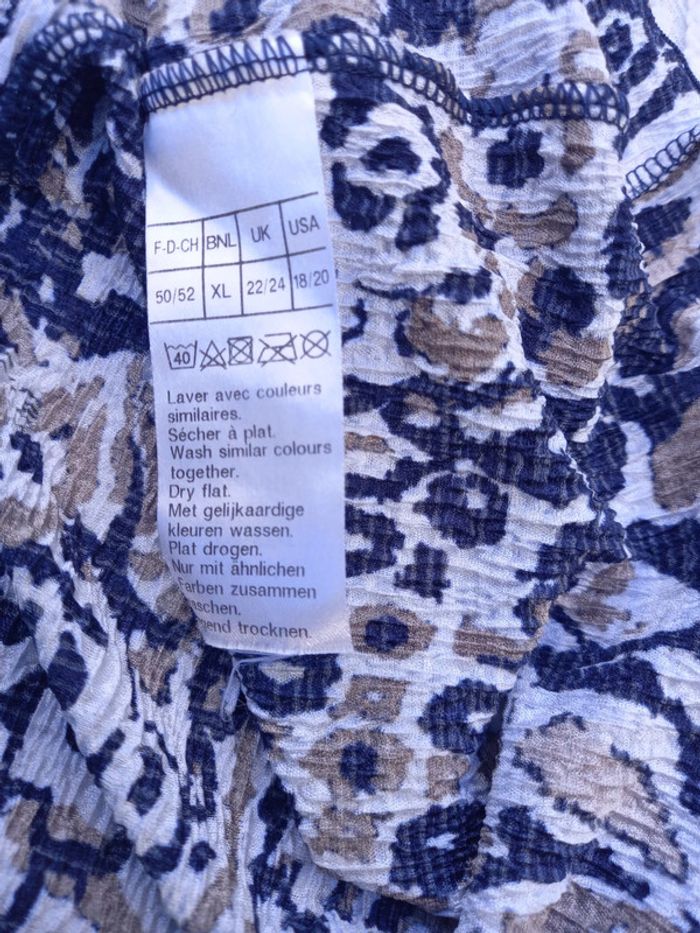 F-D-CH BNL UK USA
50/52 XL 22/24 18/20
40
Laver avec couleurs
similaires.
Sécher à plat.
Wash similar colours
together.
Dry flat.
Met gelijkaardige
kleuren wassen.
Plat drogen.
Nur mit ähnlichen
Farben zusammen
trocknen.